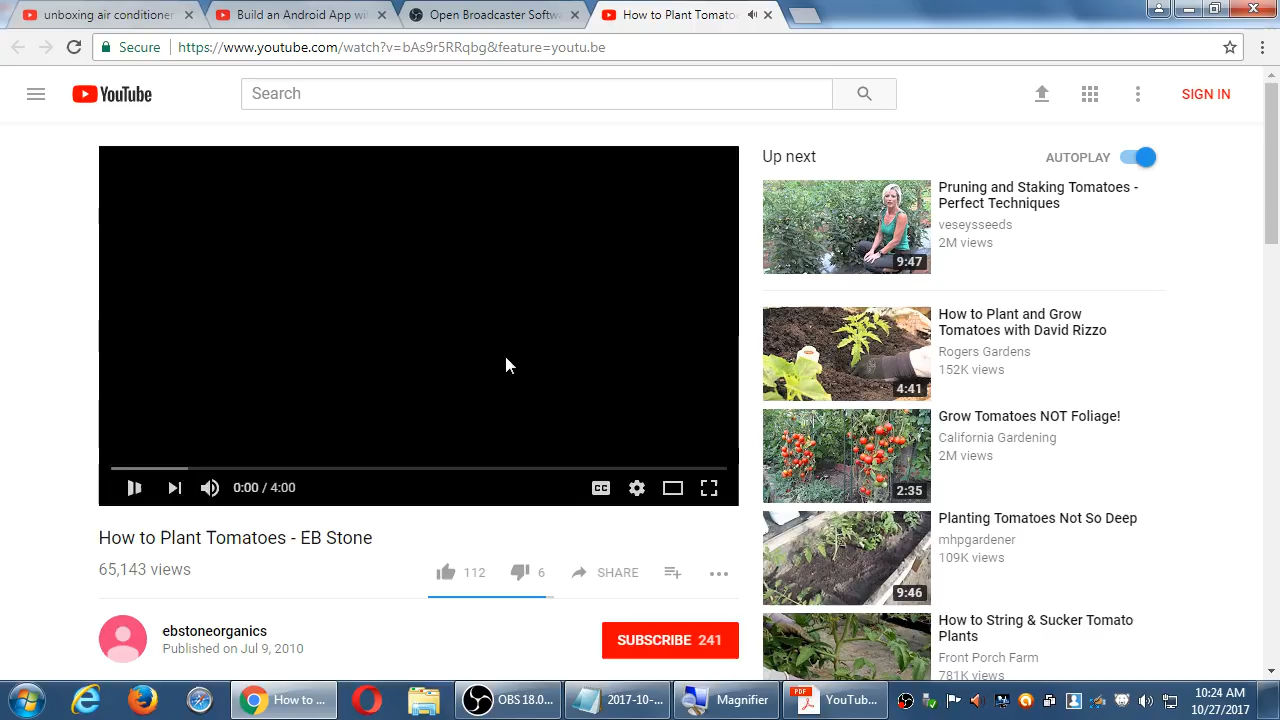 unboxing air conditioner
Build an Android App wi
Open Broadcaster Softw
How to Plant Tomato
Secure
https://www.youtube.com/watch?v=bAs9r5RRqbg&feature=youtu.be
YouTube
Search
SIGN IN
Up next
AUTOPLAY
Pruning and Staking Tomatoes -
Perfect Techniques
veseysseeds
2M views
9:47
How to Plant and Grow
Tomatoes with David Rizzo
Rogers Gardens
152K views
4:41
Grow Tomatoes NOT Foliage!
California Gardening
2M views
2:35
Planting Tomatoes Not So Deep
mhpgardener
109K views
9:46
How to String & Sucker Tomato
Plants
Front Porch Farm
781K views
0:00 / 4:00
CC
How to Plant Tomatoes - EB Stone
65,143 views
112
6
SHARE
ebstoneorganics
Published on Jul 9, 2010
SUBSCRIBE 241
How to ...
OBS 18.0....
2017-10-...
Magnifier
PDF
YouTub...
10:24 AM
10/27/2017